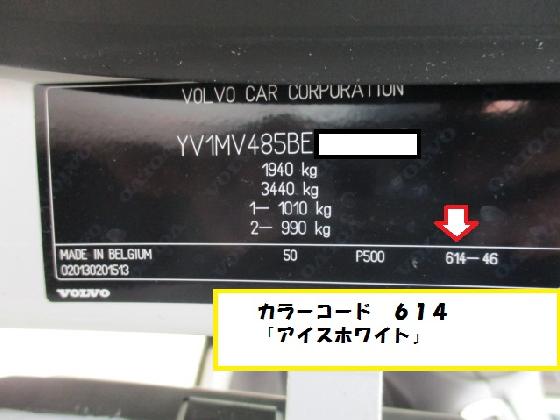 VOLVO CAR CORPORATION
YV1MV485BE
1940 kg
3440 kg
1- 1010 kg
2- 990 kg
MADE IN BELGIUM 50 P500 614-46
020130201513
VOLVO
カラーコード 614
「アイスホワイト」